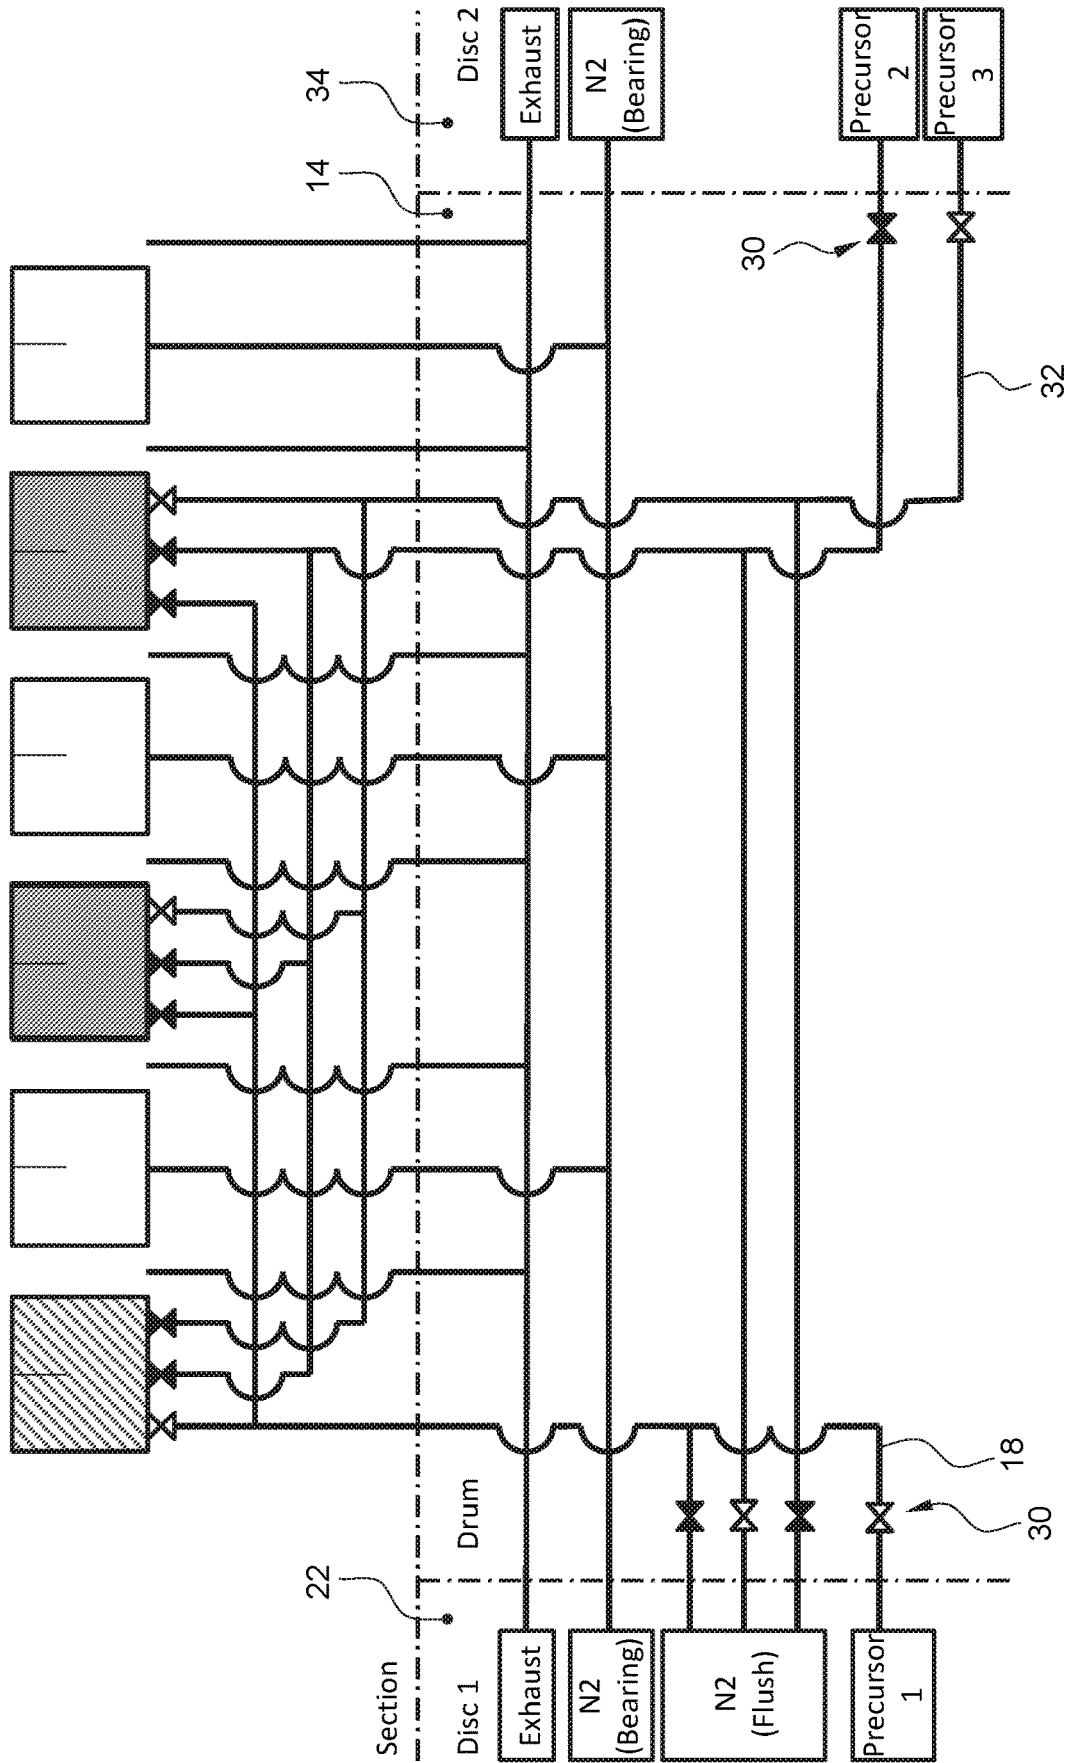 Section
Disc 1
22
Drum
14
34
Disc 2
Exhaust
N2
(Bearing)
N2
(Flush)
Precursor
1
30
18
Exhaust
N2
(Bearing)
30
Precursor
2
Precursor
3
32